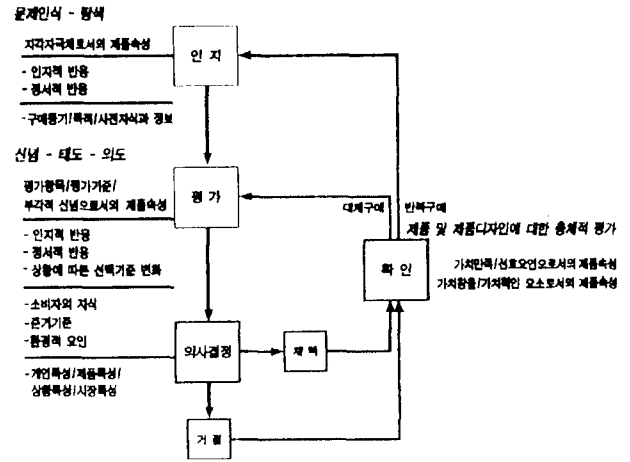 문제인식 - 탐색
지각자극체로서의 제품속성
- 인지적 반응
- 정서적 반응
- 구매동기/목적/사전지식과 정보
인 지
신념 - 태도 - 의도
평가항목/평가기준/
부각적 신념으로서의 제품속성
- 인지적 반응
- 정서적 반응
- 상황에 따른 선택기준 변화
평 가
대체구매
반복구매
제품 및 제품디자인에 대한 총체적 평가
확 인
가치만족/선호요인으로서의 제품속성
가치창출/가치확인 요소로서의 제품속성
-소비자의 지식
-준거기준
-환경적 요인
-개인특성/제품특성/
상황특성/시장특성
의사결정
채 택
거 절